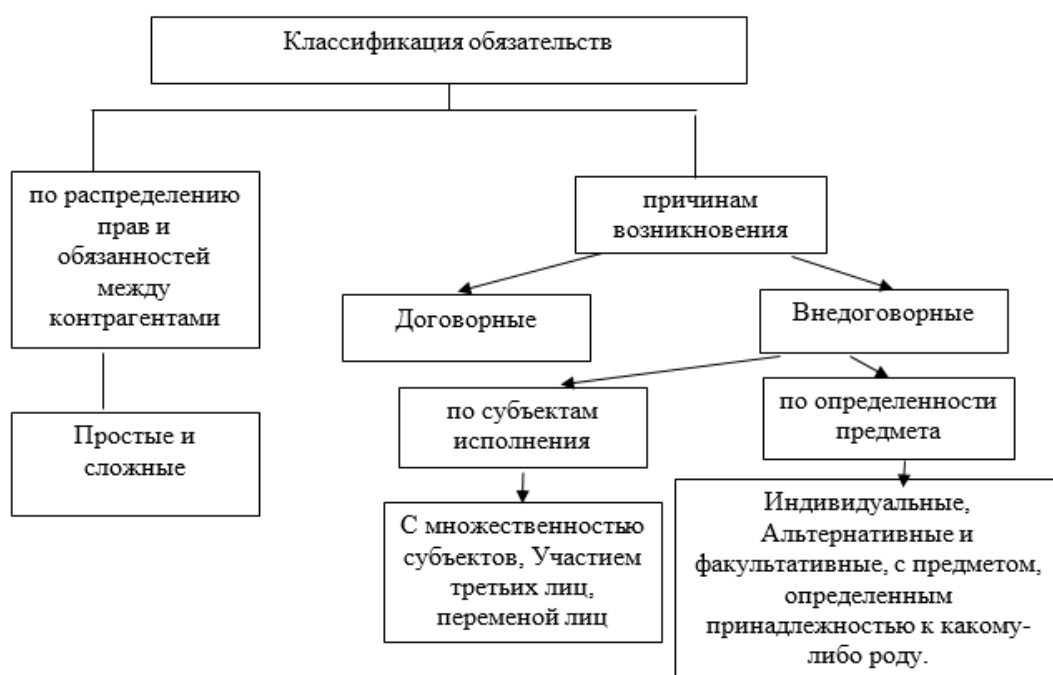 Классификация обязательств
по распределению
прав и
обязанностей
между
контрагентами
причинам
возникновения
Договорные
Внедоговорные
Простые и
сложные
по субъектам
исполнения
по определенности
предмета
С множественностью
субъектов, Участием
третьих лиц,
переменой лиц
Индивидуальные,
Альтернативные и
факультативные, с предметом,
определенным
принадлежностью к какому-
либо роду.